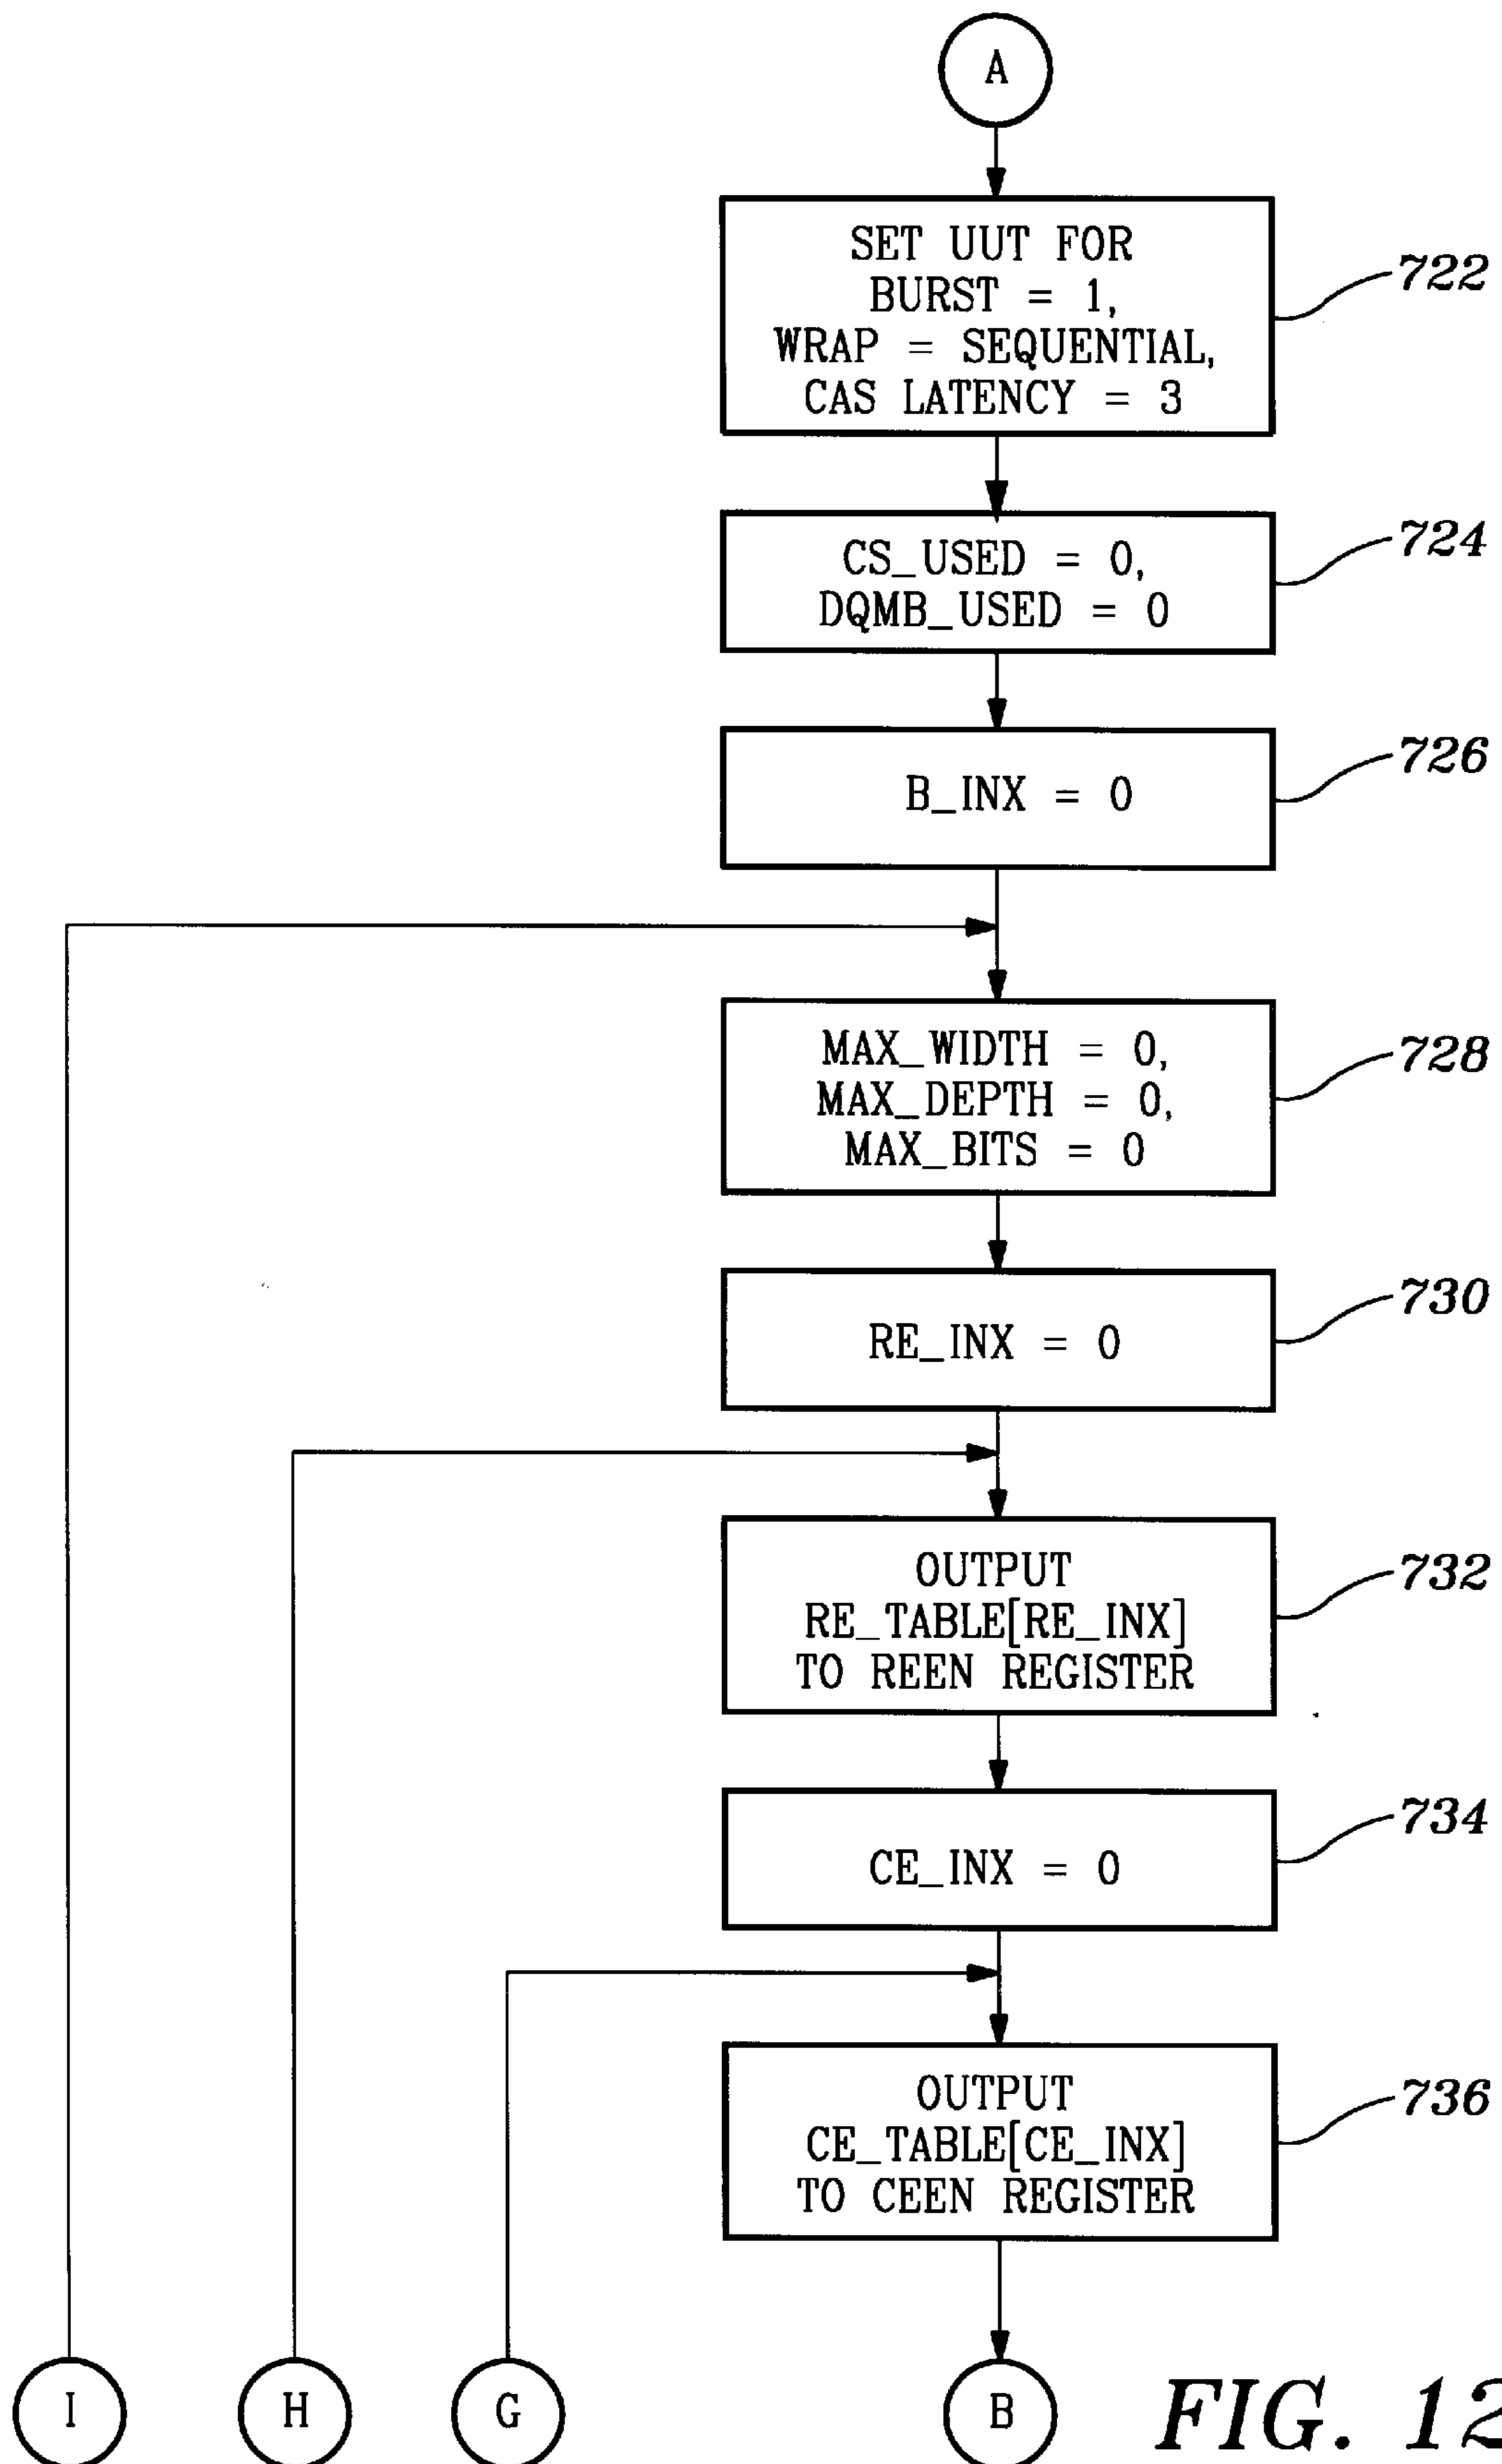 A
SET UUT FOR
BURST = 1,
WRAP = SEQUENTIAL,
CAS LATENCY = 3
722
CS_USED = 0,
DQMB_USED = 0
724
B_INX = 0
726
MAX_WIDTH = 0,
MAX_DEPTH = 0,
MAX_BITS = 0
728
RE_INX = 0
730
OUTPUT
RE_TABLE[RE_INX]
TO REEN REGISTER
732
CE_INX = 0
734
OUTPUT
CE_TABLE[CE_INX]
TO CEEN REGISTER
736
I
H
G
B
FIG. 12